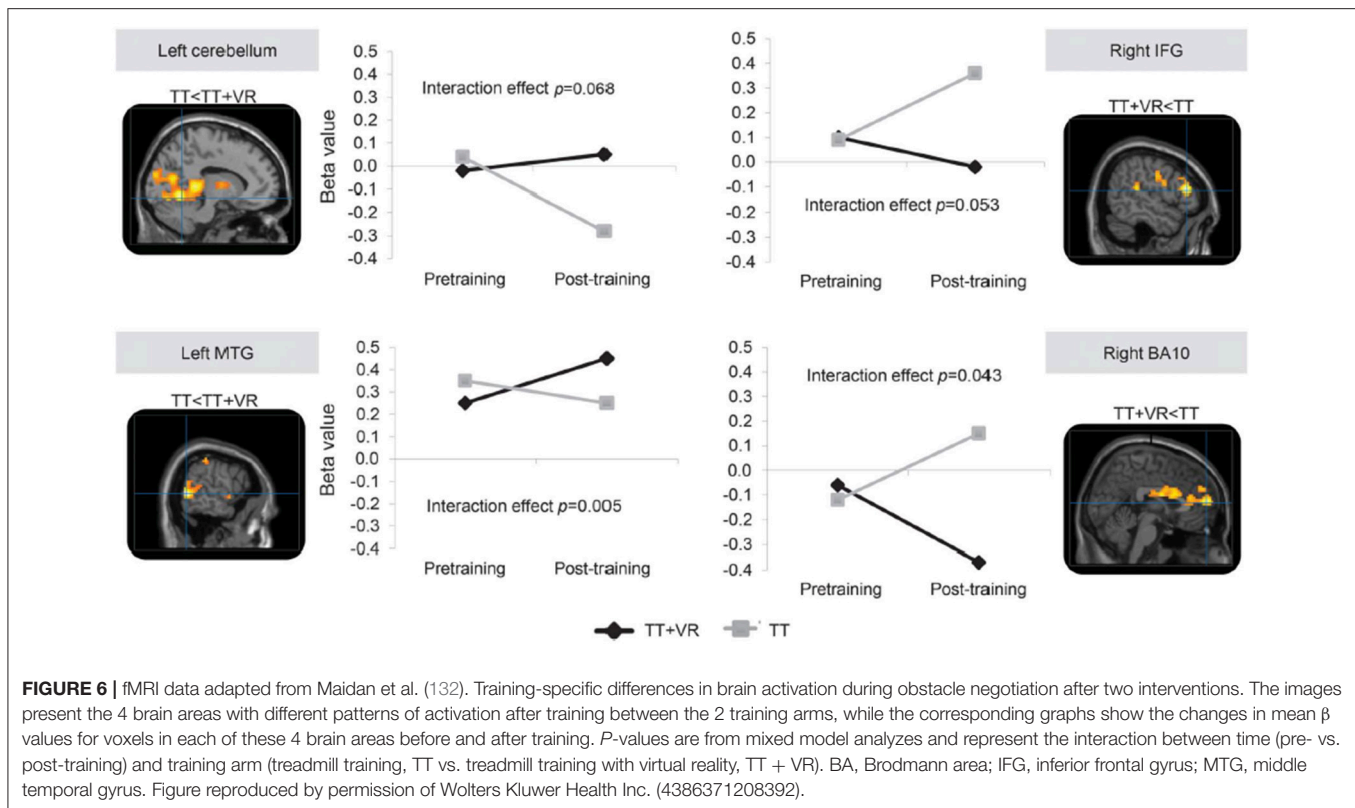 Left cerebellum
TT<TT+VR
Beta value
0.5
0.4
0.3
0.2
0.1
0.0
-0.1
-0.2
-0.3
-0.4
Interaction effect p=0.068
Pretraining Post-training
0.5
0.4
0.3
0.2
0.1
0.0
-0.1
-0.2
-0.3
-0.4
Interaction effect p=0.053
Pretraining Post-training
Right IFG
TT+VR<TT
Left MTG
TT<TT+VR
Beta value
0.5
0.4
0.3
0.2
0.1
0.0
-0.1
-0.2
-0.3
-0.4
Interaction effect p=0.005
Pretraining Post-training
0.5
0.4
0.3
0.2
0.1
0.0
-0.1
-0.2
-0.3
-0.4
Interaction effect p=0.043
Pretraining Post-training
Right BA10
TT+VR<TT
TT+VR TT
FIGURE 6 | fMRI data adapted from Maidan et al. (132). Training-specific differences in brain activation during obstacle negotiation after two interventions. The images
present the 4 brain areas with different patterns of activation after training between the 2 training arms, while the corresponding graphs show the changes in mean β
values for voxels in each of these 4 brain areas before and after training. P-values are from mixed model analyzes and represent the interaction between time (pre- vs.
post-training) and training arm (treadmill training, TT vs. treadmill training with virtual reality, TT + VR). BA, Brodmann area; IFG, inferior frontal gyrus; MTG, middle
temporal gyrus. Figure reproduced by permission of Wolters Kluwer Health Inc. (4386371208392).